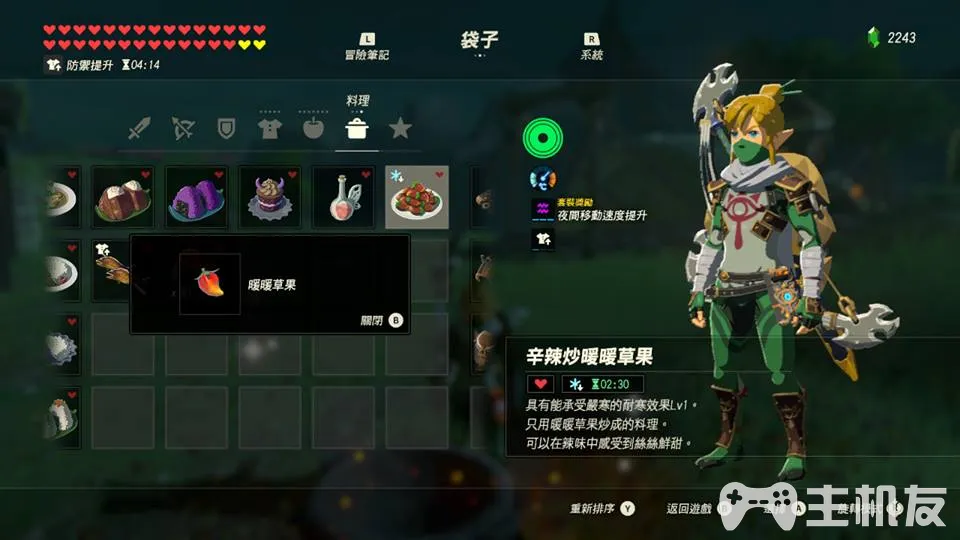 L
冒險筆記
袋子
R
系統
2243
防禦提升 04:14
料理
套裝獎勵
夜間移動速度提升
暖暖草果
關閉 B
辛辣炒暖暖草果
02:30
具有能承受嚴寒的耐寒效果Lv1。
只用暖暖草果炒成的料理。
可以在辣味中感受到絲絲鮮甜。
重新排序 Y
返回遊戲
主机友